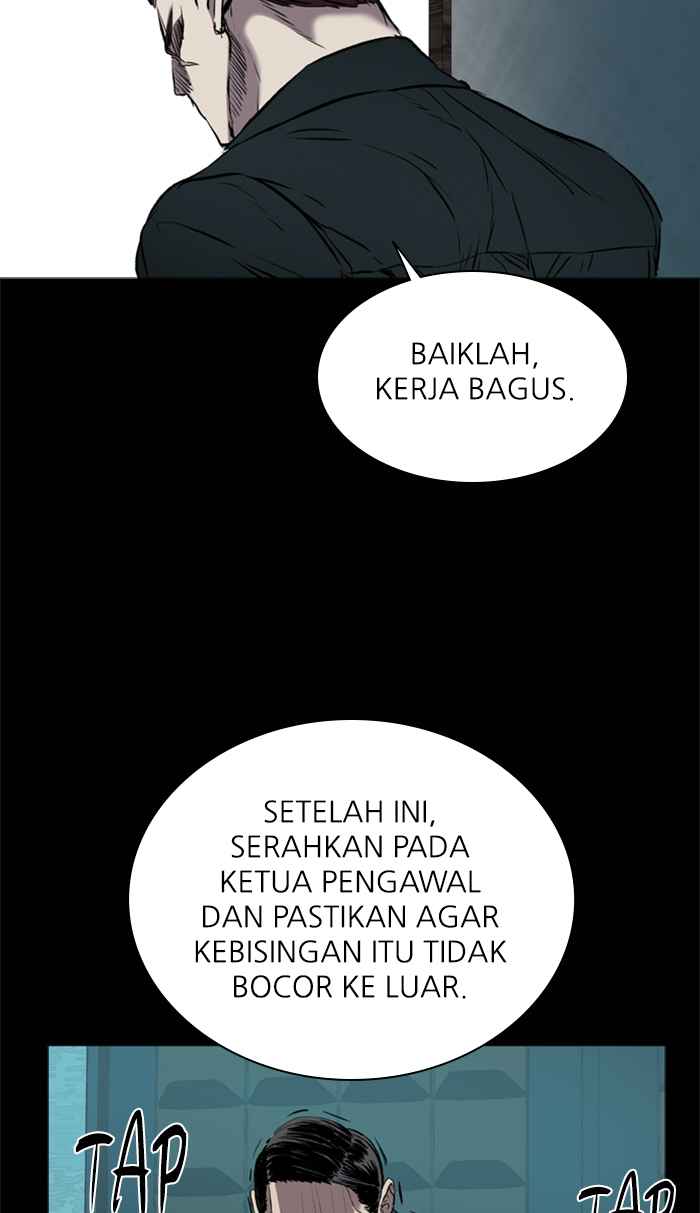 BAIKLAH,
KERJA BAGUS.
SETELAH INI,
SERAHKAN PADA
KETUA PENGAWAL
DAN PASTIKAN AGAR
KEBISINGAN ITU TIDAK
BOCOR KE LUAR.
TAP
TAP